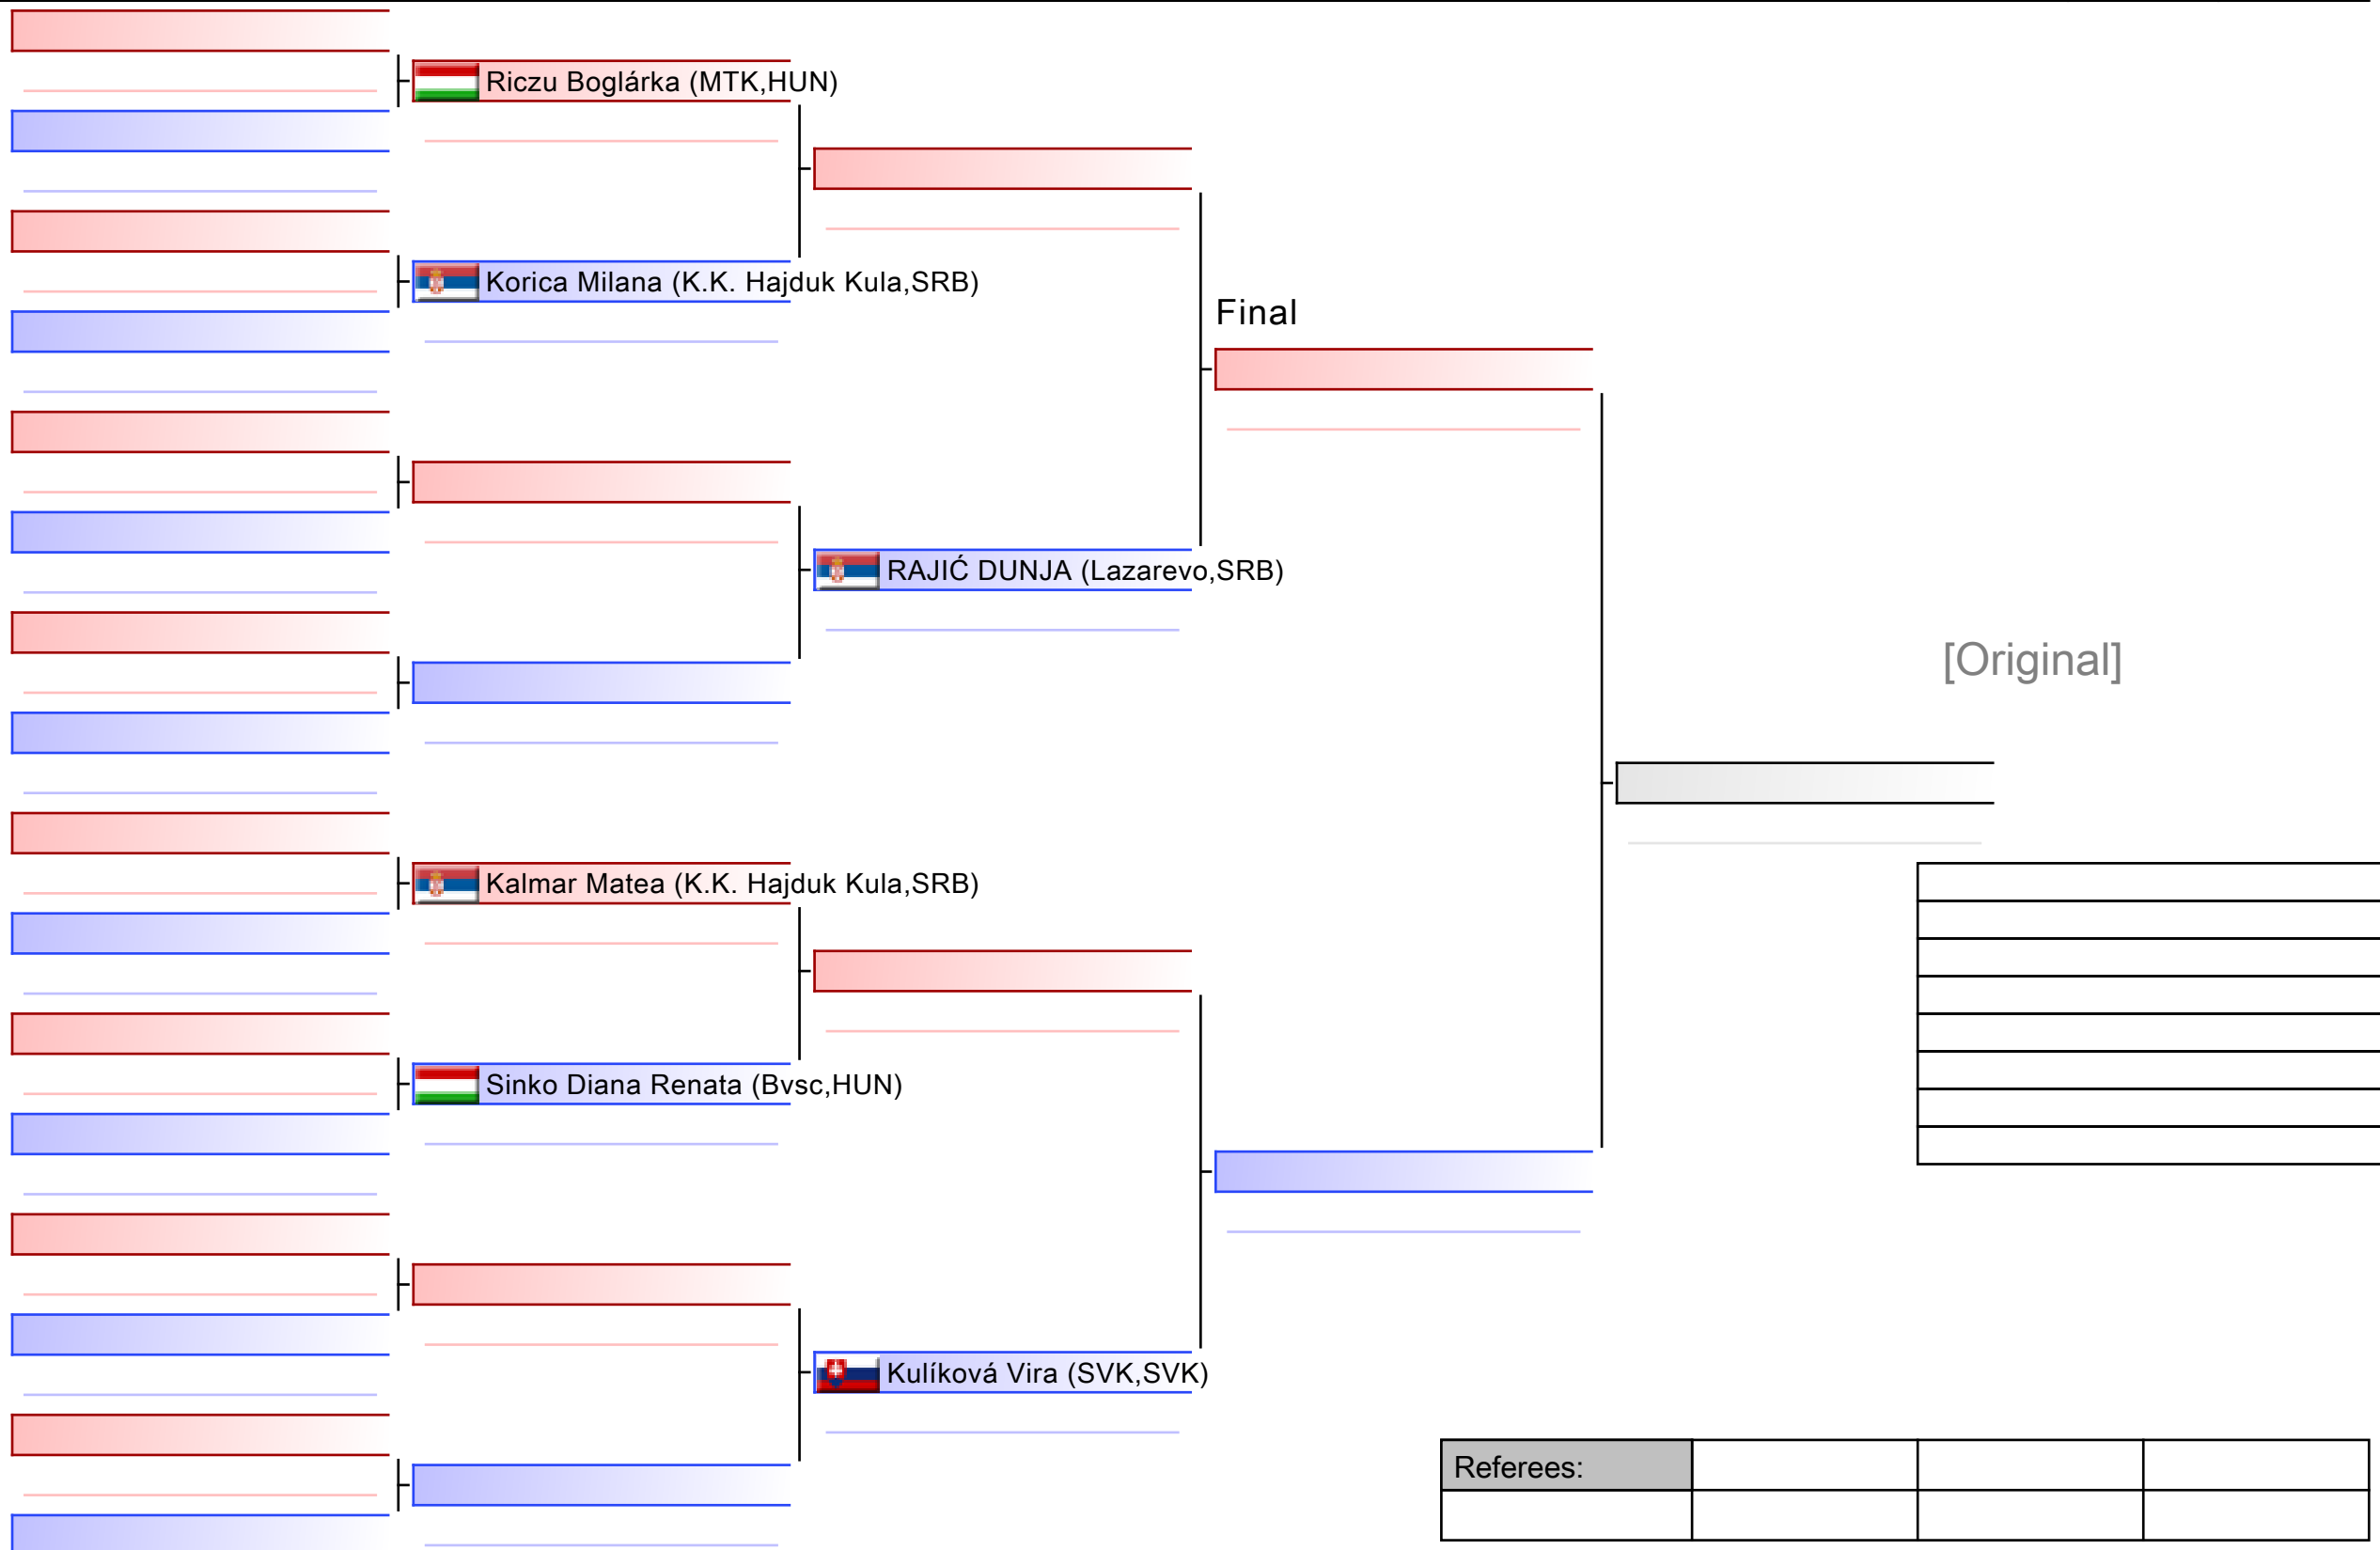 Riczu Boglárka (MTK,HUN)
Korica Milana (K.K. Hajduk Kula,SRB)
Final
RAJIĆ DUNJA (Lazarevo,SRB)
[Original]
Kalmar Matea (K.K. Hajduk Kula,SRB)
Sinko Diana Renata (Bvsc,HUN)
Kulíková Vira (SVK,SVK)
Referees: